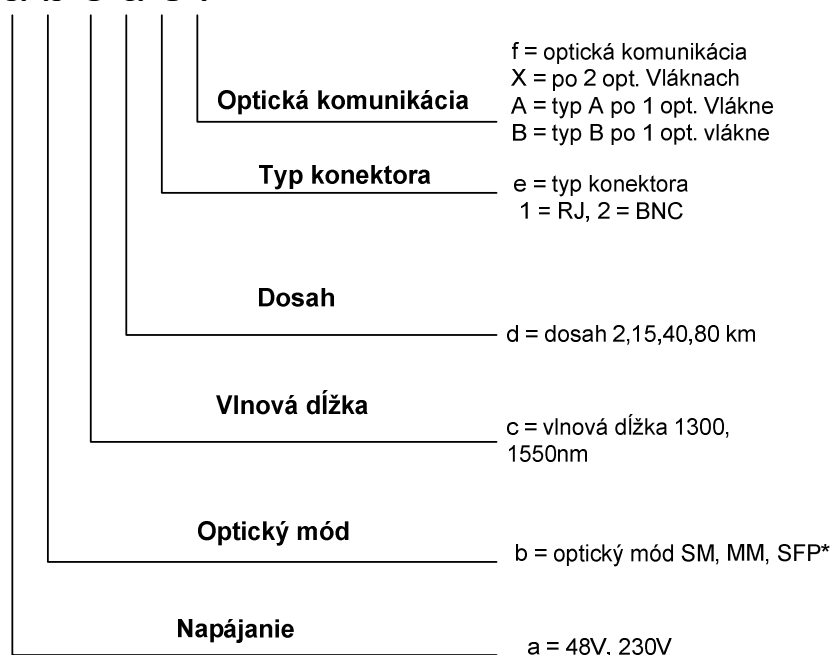 f = optická komunikácia
X = po 2 opt. Vláknach
Optická komunikácia
A = typ A po 1 opt. Vlákne
B = typ B po 1 opt. vlákne
Typ konektora
e = typ konektora
1 = RJ, 2 = BNC
Dosah
d = dosah 2,15,40,80 km
Vlnová dĺžka
c = vlnová dĺžka 1300,
1550nm
Optický mód
b = optický mód SM, MM, SFP*
Napájanie
a = 48V, 230V